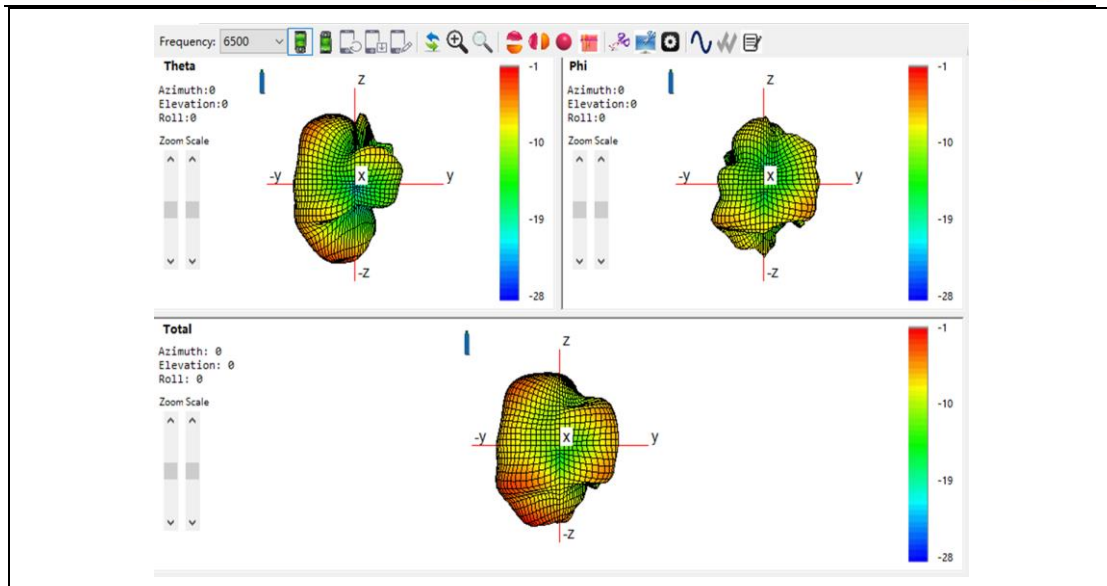 Frequency: 6500
Theta
Azimuth:0
Elevation:0
Roll:0
Zoom Scale
z
-y
x
y
-z
-1
-10
-19
-28
Phi
Azimuth:0
Elevation:0
Roll:0
Zoom Scale
z
-y
x
y
-z
-1
-10
-19
-28
Total
Azimuth: 0
Elevation: 0
Roll: 0
Zoom Scale
z
-y
x
y
-z
-1
-10
-19
-28